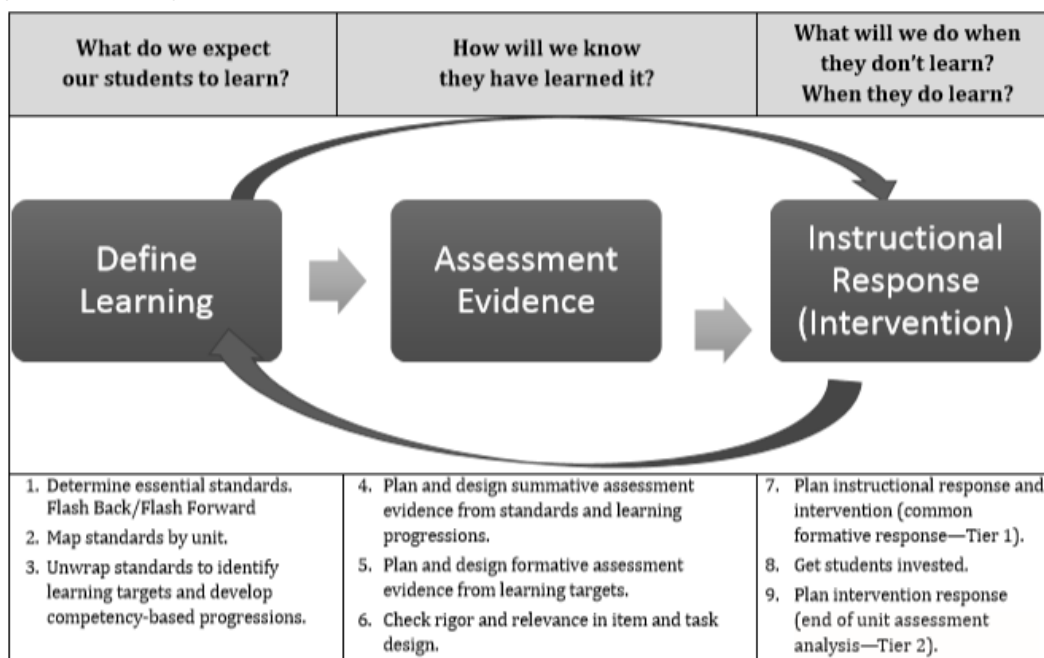 What do we expect
our students to learn?
How will we know
they have learned it?
What will we do when
they don't learn?
When they do learn?
Define
Learning
Assessment
Evidence
Instructional
Response
(Intervention)
1. Determine essential standards.
Flash Back/Flash Forward
2. Map standards by unit.
3. Unwrap standards to identify
learning targets and develop
competency-based progressions.
4. Plan and design summative assessment
evidence from standards and learning
progressions.
5. Plan and design formative assessment
evidence from learning targets.
6. Check rigor and relevance in item and task
design.
7. Plan instructional response and
intervention (common
formative response—Tier 1).
8. Get students invested.
9. Plan intervention response
(end of unit assessment
analysis—Tier 2).